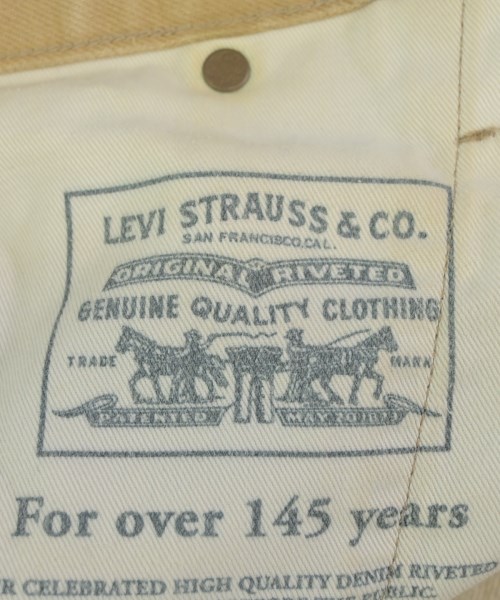 LEVI STRAUSS & CO.
SAN FRANCISCO, CAL.
ORIGINAL RIVETED
GENUINE QUALITY CLOTHING
TRADE MARK
PATENTED MAY 20 1873
For over 145 years
R CELEBRATED HIGH QUALITY DENIM RIVETED
PUBLIC.